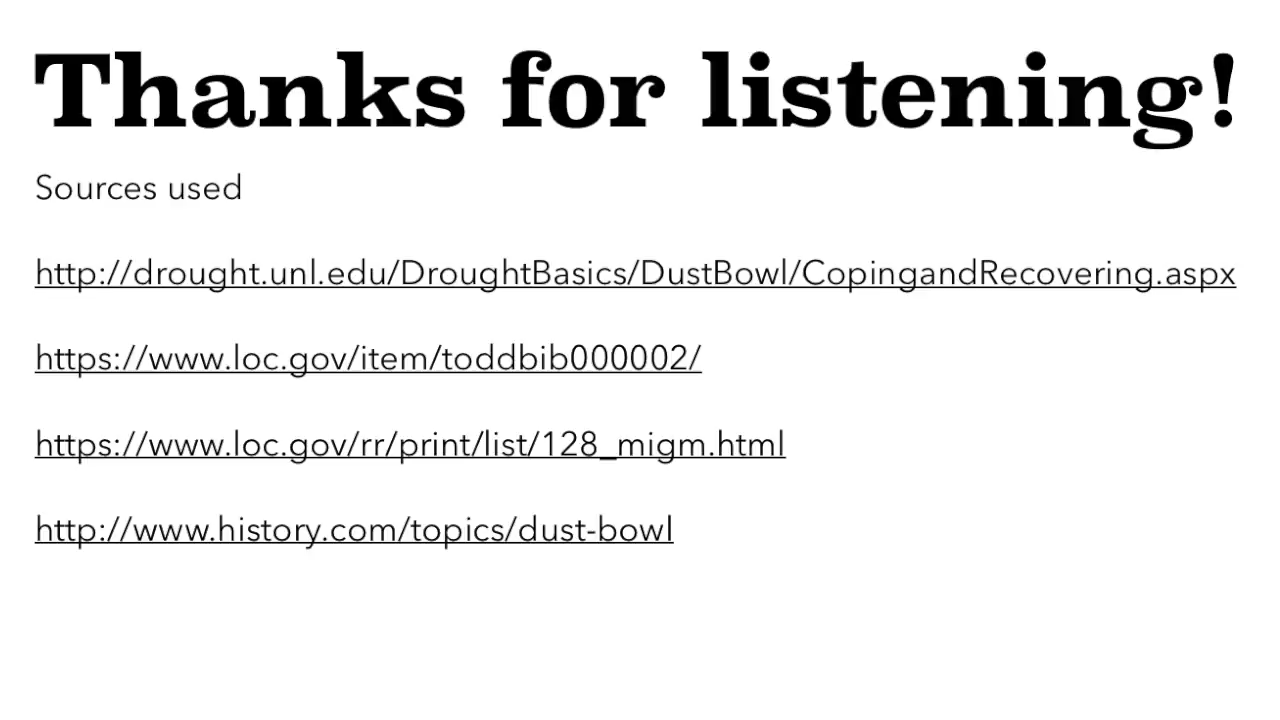 Thanks for listening!
Sources used
http://drought.unl.edu/DroughtBasics/DustBowl/CopingandRecovering.aspx
https://www.loc.gov/item/toddbib000002/
https://www.loc.gov/rr/print/list/128_migm.html
http://www.history.com/topics/dust-bowl